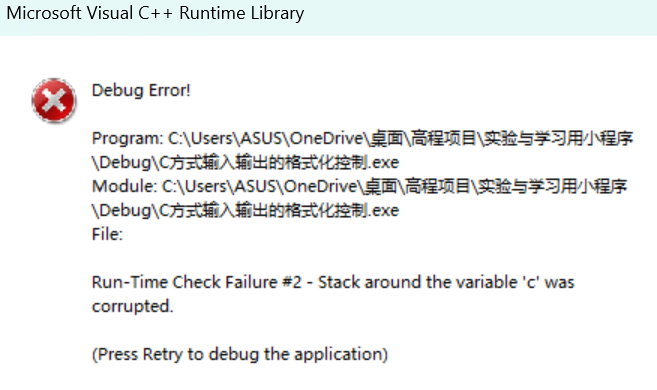 Microsoft Visual C++ Runtime Library
Debug Error!
Program: C:\Users\ASUS\OneDrive\桌面\高程项目\实验与学习用小程序
\Debug\C方式输入输出的格式化控制.exe
Module: C:\Users\ASUS\OneDrive\桌面\高程项目\实验与学习用小程序
\Debug\C方式输入输出的格式化控制.exe
File:
Run-Time Check Failure #2 - Stack around the variable 'c' was
corrupted.
(Press Retry to debug the application)